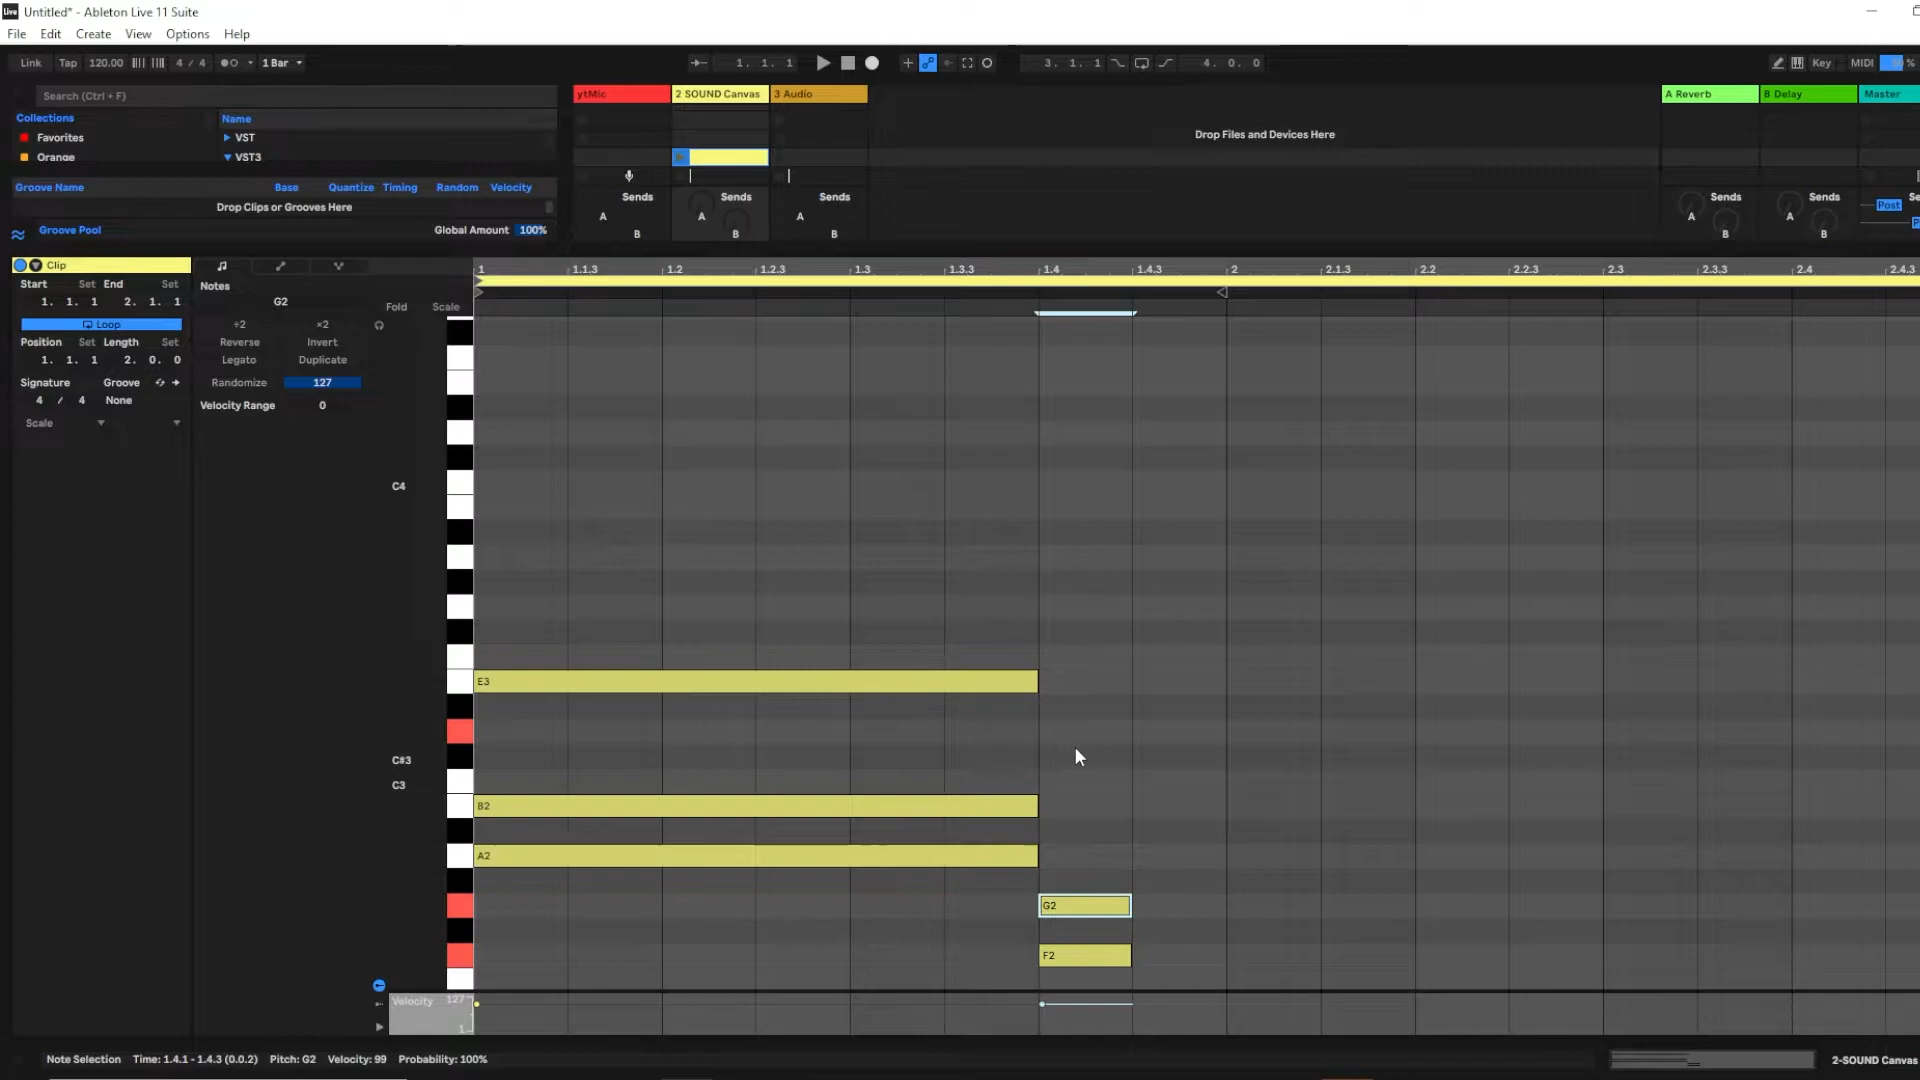 Live Untitled* - Ableton Live 11 Suite
File Edit Create View Options Help
Link Tap 120.00 4 / 4 1 Bar 1. 1. 1 3. 1. 1 4. 0. 0 Key MIDI %
Search (Ctrl + F) ytMic 2 SOUND Canvas 3 Audio A Reverb B Delay Master
Collections Name
Favorites VST
Drop Files and Devices Here
Orange VST3
Groove Name Base Quantize Timing Random Velocity
Sends Sends Sends Sends Sends Se
Drop Clips or Grooves Here
A A A A A Post
Groove Pool Global Amount 100%
B B B B B
Clip
1 1.1.3 1.2 1.2.3 1.3 1.3.3 1.4 1.4.3 2 2.1.3 2.2 2.2.3 2.3 2.3.3 2.4 2.4.3
Start Set End Set Notes
1. 1. 1 2. 1. 1 G2
Fold Scale
Loop ÷2 ×2
Position Set Length Set Reverse Invert
1. 1. 1 2. 0. 0 Legato Duplicate
Signature Groove Randomize 127
4 / 4 None Velocity Range 0
Scale
C4
E3
C#3
C3
B2
A2
G2
F2
Velocity 127
1
Note Selection Time: 1.4.1 - 1.4.3 (0.0.2) Pitch: G2 Velocity: 99 Probability: 100% 2-SOUND Canvas